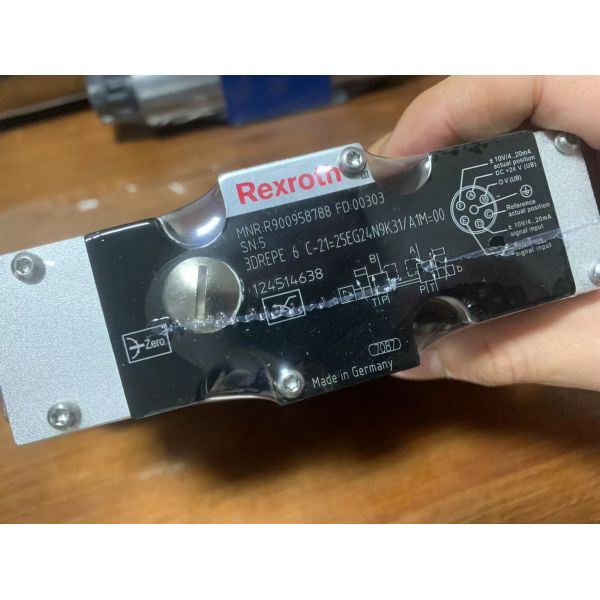 Rexroth
MNR:R900958788 FD:00303
SN:5
3DREPE 6 C-21=25EG24N9K31/A1M=00
124514638
Zero
B
A
a
b
T P
P T
7087
Made in Germany
± 10V/4..20mA
actual position
DC +24 V (UB)
0 V (UB)
Reference
actual position
± 10V/4..20mA
signal input
Reference
signal input